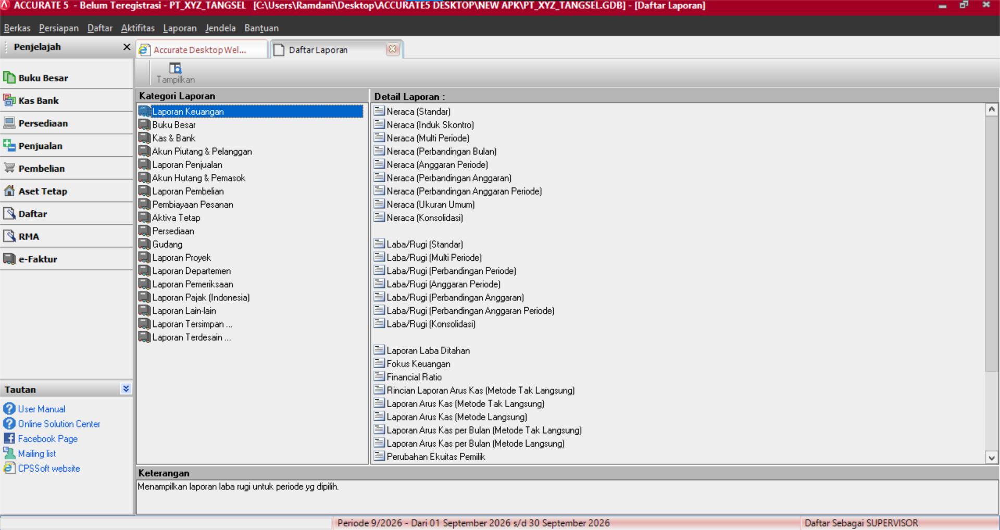 ACCURATE 5 - Belum Teregistrasi - PT_XYZ_TANGSEL [C:\Users\Ramdani\Desktop\ACCURATE5 DESKTOP\NEW APK\PT_XYZ_TANGSEL.GDB] - [Daftar Laporan]
Berkas Persiapan Daftar Aktifitas Laporan Jendela Bantuan
Penjelajah
Accurate Desktop Wel...
Daftar Laporan
Tampilkan
Buku Besar
Kas Bank
Persediaan
Penjualan
Pembelian
Aset Tetap
Daftar
RMA
e-Faktur
Tautan
User Manual
Online Solution Center
Facebook Page
Mailing list
CPSSoft website
Kategori Laporan
Laporan Keuangan
Buku Besar
Kas & Bank
Akun Piutang & Pelanggan
Laporan Penjualan
Akun Hutang & Pemasok
Laporan Pembelian
Pembiayaan Pesanan
Aktiva Tetap
Persediaan
Gudang
Laporan Proyek
Laporan Departemen
Laporan Pemeriksaan
Laporan Pajak (Indonesia)
Laporan Lain-lain
Laporan Tersimpan ...
Laporan Terdesain ...
Detail Laporan :
Neraca (Standar)
Neraca (Induk Skontro)
Neraca (Multi Periode)
Neraca (Perbandingan Bulan)
Neraca (Anggaran Periode)
Neraca (Perbandingan Anggaran)
Neraca (Perbandingan Anggaran Periode)
Neraca (Ukuran Umum)
Neraca (Konsolidasi)
Laba/Rugi (Standar)
Laba/Rugi (Multi Periode)
Laba/Rugi (Perbandingan Periode)
Laba/Rugi (Anggaran Periode)
Laba/Rugi (Perbandingan Anggaran)
Laba/Rugi (Perbandingan Anggaran Periode)
Laba/Rugi (Konsolidasi)
Laporan Laba Ditahan
Fokus Keuangan
Financial Ratio
Rincian Laporan Arus Kas (Metode Tak Langsung)
Laporan Arus Kas (Metode Tak Langsung)
Laporan Arus Kas (Metode Langsung)
Laporan Arus Kas per Bulan (Metode Tak Langsung)
Laporan Arus Kas per Bulan (Metode Langsung)
Perubahan Ekuitas Pemilik
Keterangan
Menampilkan laporan laba rugi untuk periode yg dipilih.
Periode 9/2026 - Dari 01 September 2026 s/d 30 September 2026
Daftar Sebagai SUPERVISOR